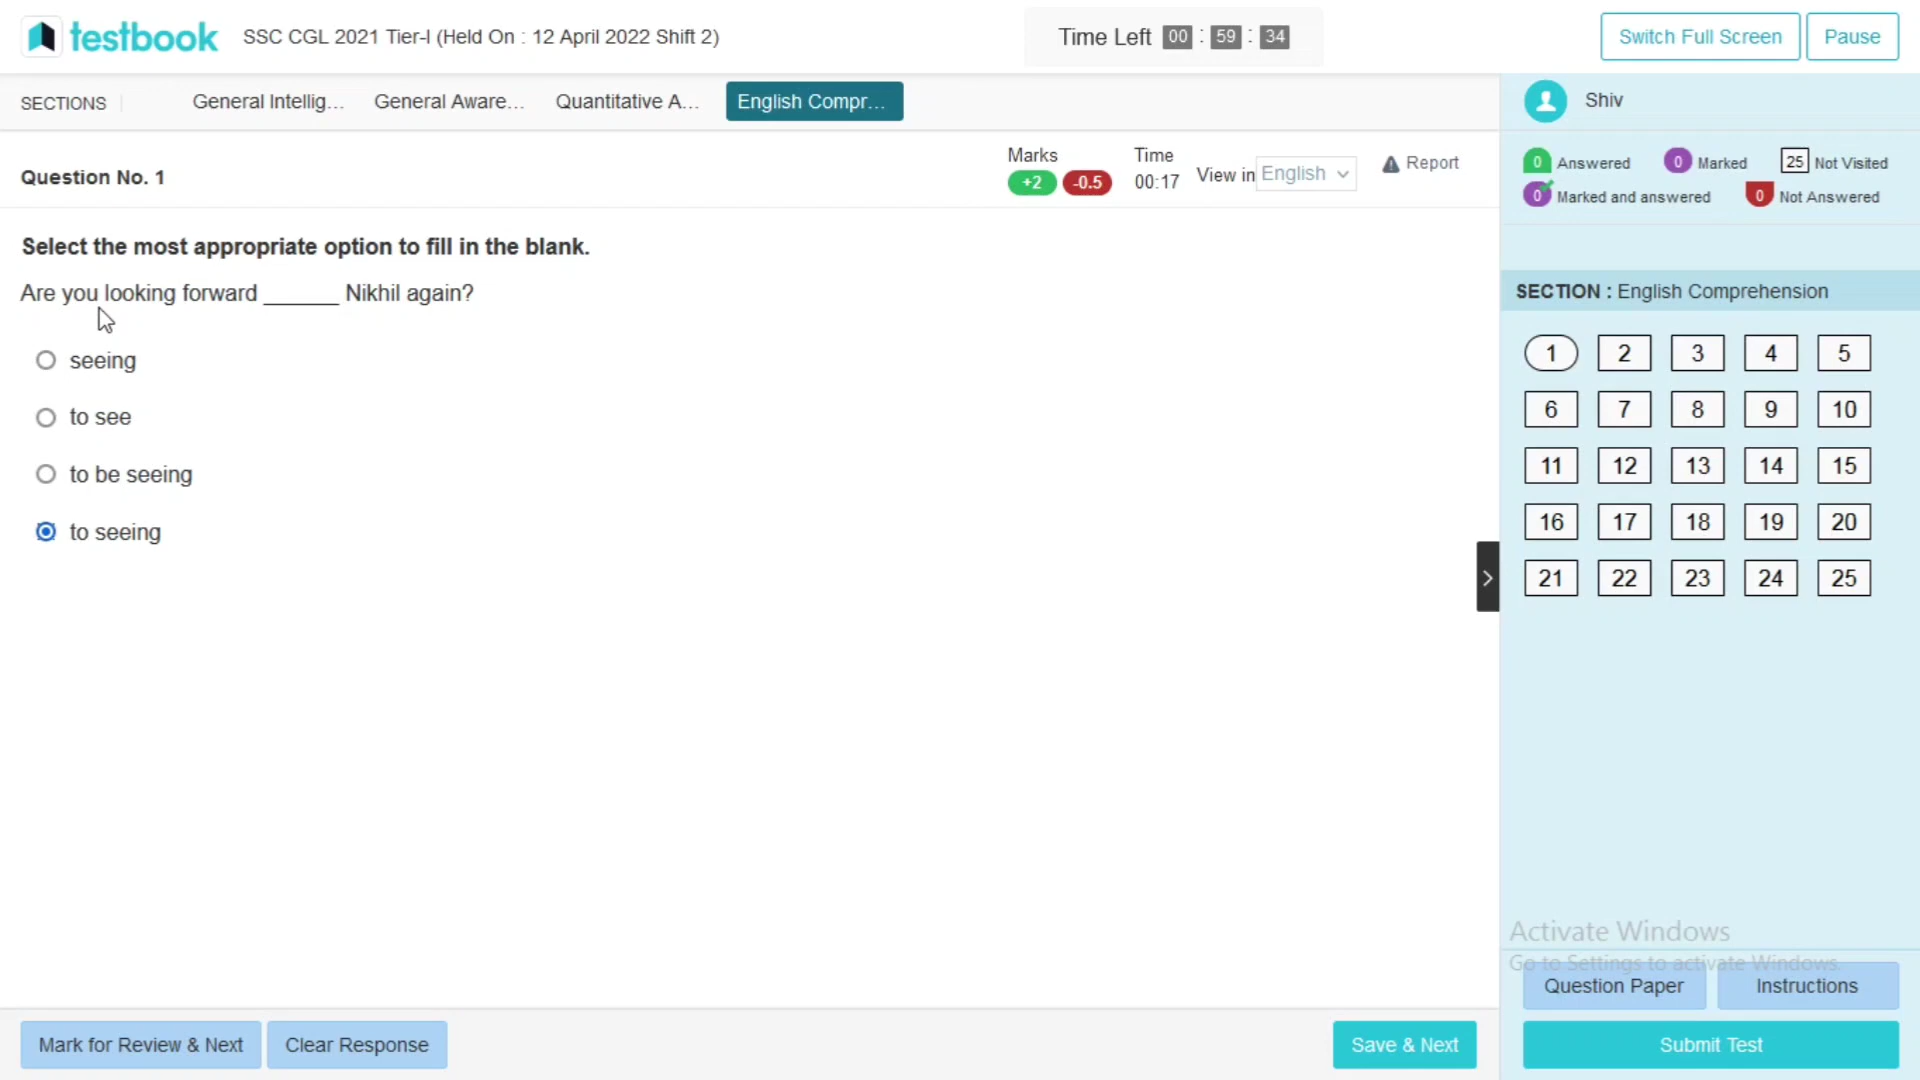 testbook
SSC CGL 2021 Tier-I (Held On : 12 April 2022 Shift 2)
Time Left 00 : 59 : 34
Switch Full Screen
Pause
SECTIONS
General Intellig...
General Aware...
Quantitative A...
English Compr...
Shiv
Question No. 1
Marks
+2 -0.5
Time
00:17
View in English
Report
0 Answered
0 Marked
25 Not Visited
0 Marked and answered
0 Not Answered
Select the most appropriate option to fill in the blank.
Are you looking forward ______ Nikhil again?
seeing
to see
to be seeing
to seeing
SECTION : English Comprehension
1 2 3 4 5
6 7 8 9 10
11 12 13 14 15
16 17 18 19 20
21 22 23 24 25
Activate Windows
Go to Settings to activate Windows.
Question Paper
Instructions
Mark for Review & Next
Clear Response
Save & Next
Submit Test